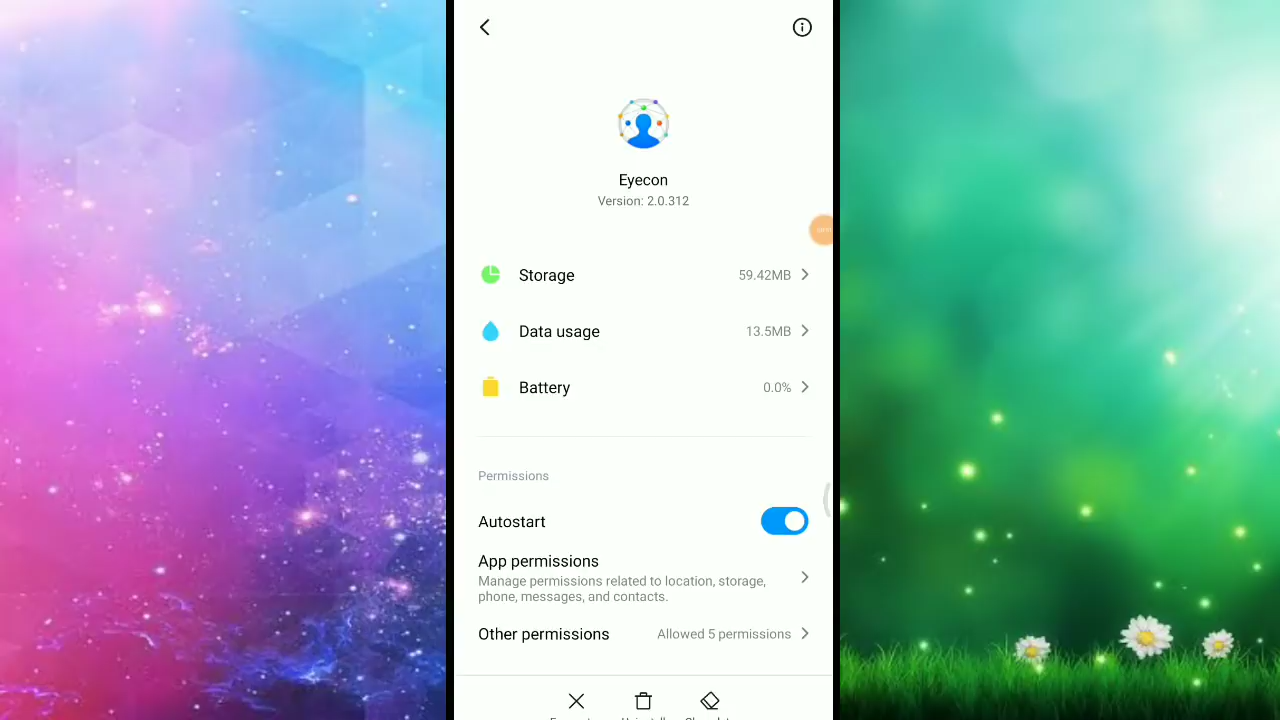 Eyecon
Version: 2.0.312
Storage 59.42MB
Data usage 13.5MB
Battery 0.0%
Permissions
Autostart
App permissions
Manage permissions related to location, storage,
phone, messages, and contacts.
Other permissions Allowed 5 permissions